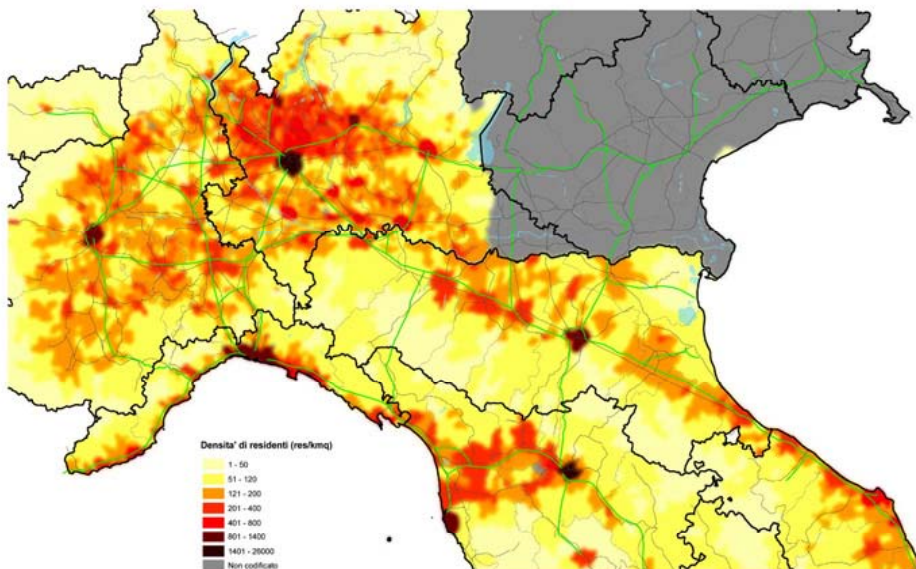 Densita' di residenti (res/kmq)
1 - 50
51 - 120
121 - 200
201 - 400
401 - 800
801 - 1400
1401 - 26000
Non codificato